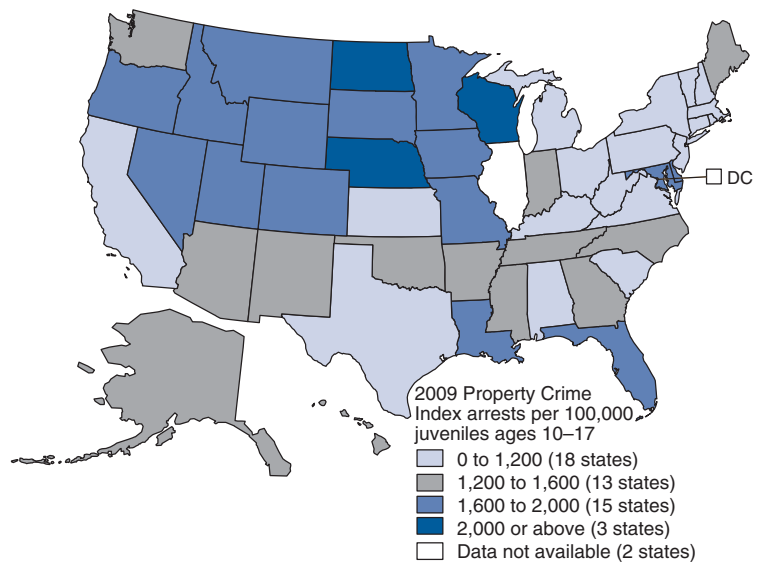 DC
2009 Property Crime
Index arrests per 100,000
juveniles ages 10–17
0 to 1,200 (18 states)
1,200 to 1,600 (13 states)
1,600 to 2,000 (15 states)
2,000 or above (3 states)
Data not available (2 states)